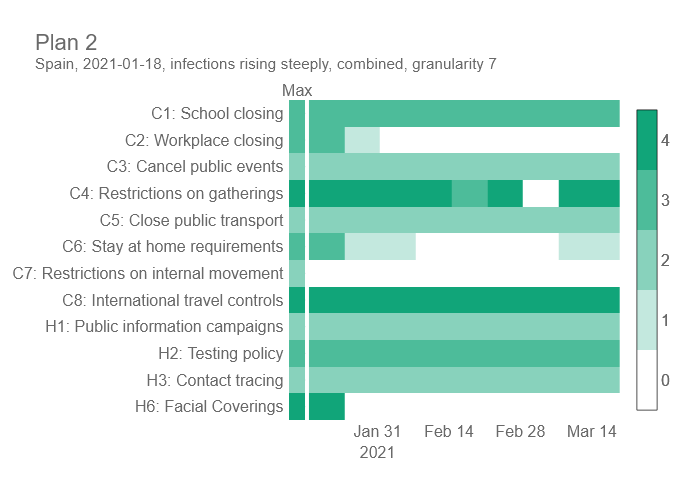 Plan 2
Spain, 2021-01-18, infections rising steeply, combined, granularity 7
Max
C1: School closing
C2: Workplace closing
C3: Cancel public events
C4: Restrictions on gatherings
C5: Close public transport
C6: Stay at home requirements
C7: Restrictions on internal movement
C8: International travel controls
H1: Public information campaigns
H2: Testing policy
H3: Contact tracing
H6: Facial Coverings
Jan 31 Feb 14 Feb 28 Mar 14
2021
4
3
2
1
0